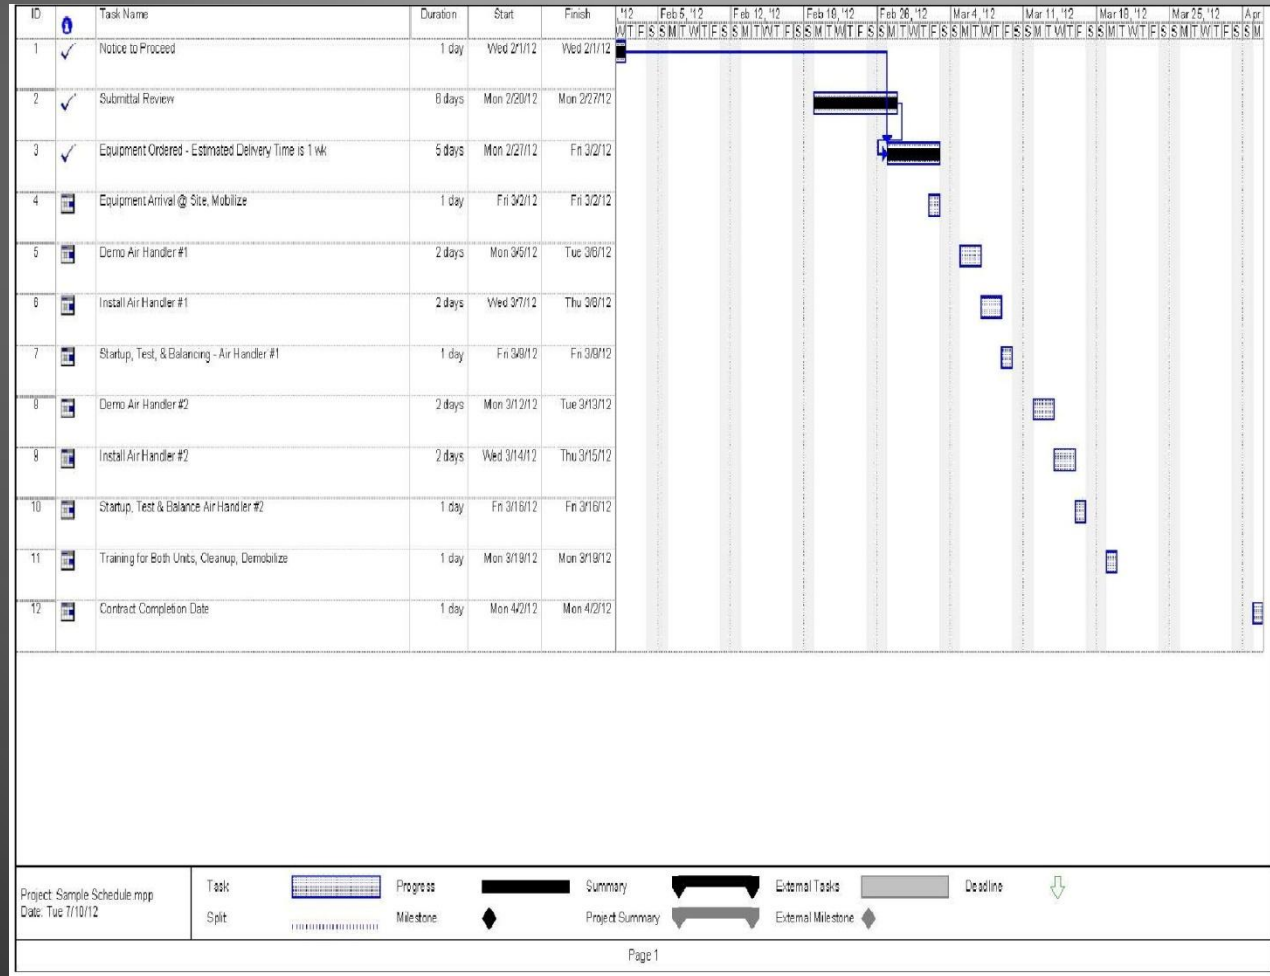 ID Task Name Duration Start Finish '12 Feb 5, '12 Feb 12, '12 Feb 19, '12 Feb 26, '12 Mar 4, '12 Mar 11, '12 Mar 18, '12 Mar 25, '12 Apr
W T F S S M T W T F S S M T W T F S S M T W T F S S M T W T F S S M T W T F S S M T W T F S S M T W T F S S M T W T F S S M
1 Notice to Proceed 1 day Wed 2/1/12 Wed 2/1/12
2 Submittal Review 6 days Mon 2/20/12 Mon 2/27/12
3 Equipment Ordered - Estimated Delivery Time is 1 wk 5 days Mon 2/27/12 Fri 3/2/12
4 Equipment Arrival @ Site, Mobilize 1 day Fri 3/2/12 Fri 3/2/12
5 Demo Air Handler #1 2 days Mon 3/5/12 Tue 3/6/12
6 Install Air Handler #1 2 days Wed 3/7/12 Thu 3/8/12
7 Startup, Test, & Balancing - Air Handler #1 1 day Fri 3/9/12 Fri 3/9/12
8 Demo Air Handler #2 2 days Mon 3/12/12 Tue 3/13/12
9 Install Air Handler #2 2 days Wed 3/14/12 Thu 3/15/12
10 Startup, Test & Balance Air Handler #2 1 day Fri 3/16/12 Fri 3/16/12
11 Training for Both Units, Cleanup, Demobilize 1 day Mon 3/19/12 Mon 3/19/12
12 Contract Completion Date 1 day Mon 4/2/12 Mon 4/2/12
Project: Sample Schedule.mpp
Date: Tue 7/10/12
Task Progress Summary External Tasks Deadline
Split Milestone Project Summary External Milestone
Page 1